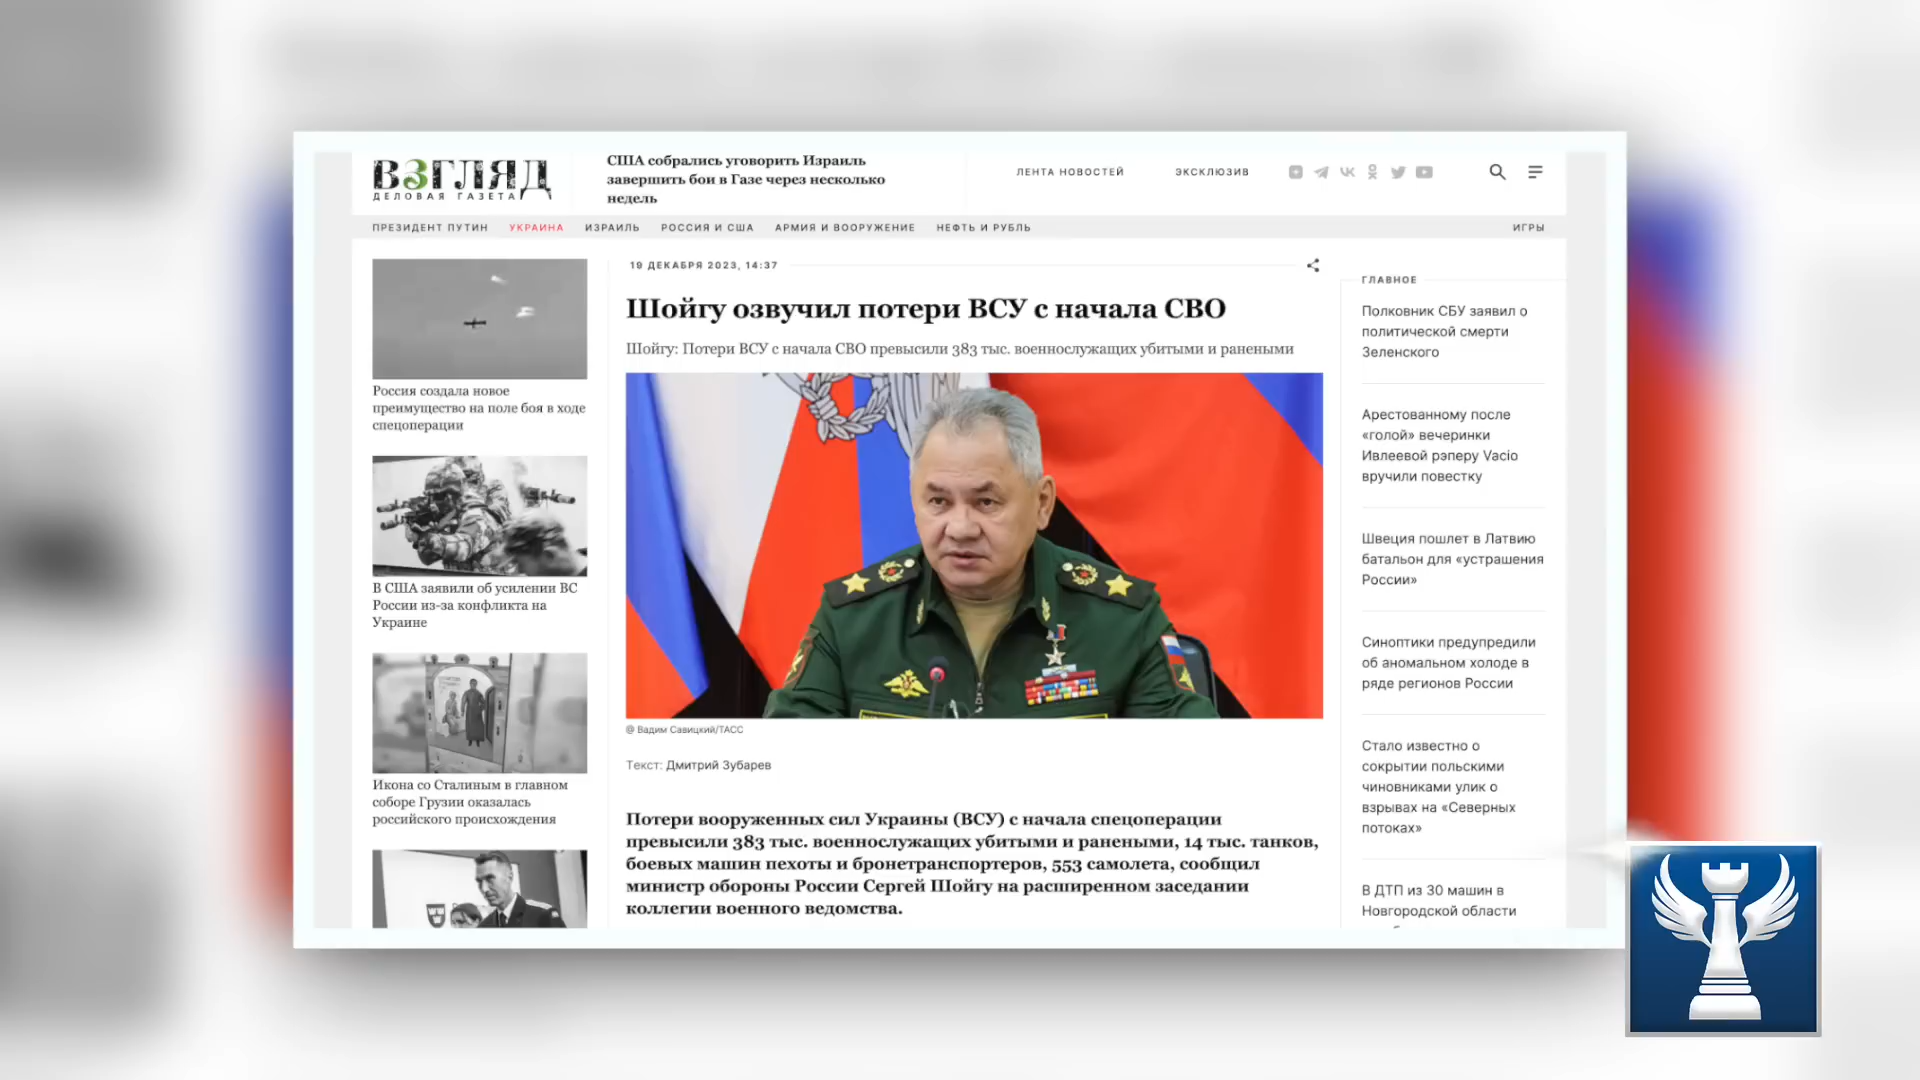 ВЗГЛЯД
ДЕЛОВАЯ ГАЗЕТА
США собрались уговорить Израиль
завершить бои в Газе через несколько
недель
ЛЕНТА НОВОСТЕЙ
ЭКСКЛЮЗИВ
ПРЕЗИДЕНТ ПУТИН
УКРАИНА
ИЗРАИЛЬ
РОССИЯ И США
АРМИЯ И ВООРУЖЕНИЕ
НЕФТЬ И РУБЛЬ
ИГРЫ
Россия создала новое
преимущество на поле боя в ходе
спецоперации
В США заявили об усилении ВС
России из-за конфликта на
Украине
Икона со Сталиным в главном
соборе Грузии оказалась
российского происхождения
19 ДЕКАБРЯ 2023, 14:37
Шойгу озвучил потери ВСУ с начала СВО
Шойгу: Потери ВСУ с начала СВО превысили 383 тыс. военнослужащих убитыми и ранеными
@ Вадим Савицкий/ТАСС
Текст: Дмитрий Зубарев
Потери вооруженных сил Украины (ВСУ) с начала спецоперации
превысили 383 тыс. военнослужащих убитыми и ранеными, 14 тыс. танков,
боевых машин пехоты и бронетранспортеров, 553 самолета, сообщил
министр обороны России Сергей Шойгу на расширенном заседании
коллегии военного ведомства.
ГЛАВНОЕ
Полковник СБУ заявил о
политической смерти
Зеленского
Арестованному после
«голой» вечеринки
Ивлеевой рэперу Vacio
вручили повестку
Швеция пошлет в Латвию
батальон для «устрашения
России»
Синоптики предупредили
об аномальном холоде в
ряде регионов России
Стало известно о
сокрытии польскими
чиновниками улик о
взрывах на «Северных
потоках»
В ДТП из 30 машин в
Новгородской области